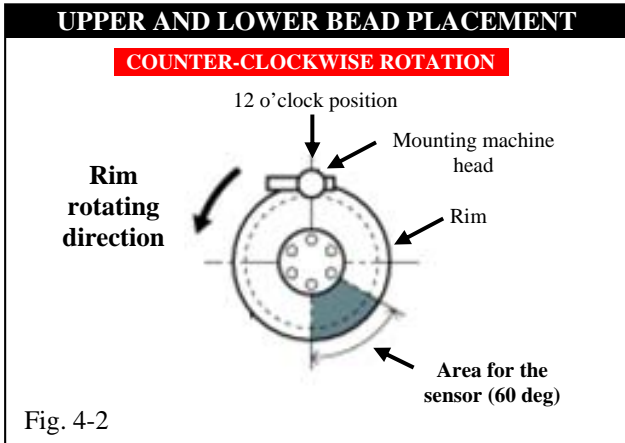 UPPER AND LOWER BEAD PLACEMENT
COUNTER-CLOCKWISE ROTATION
12 o’clock position
Mounting machine
head
Rim
rotating
direction
Rim
Area for the
sensor (60 deg)
Fig. 4-2